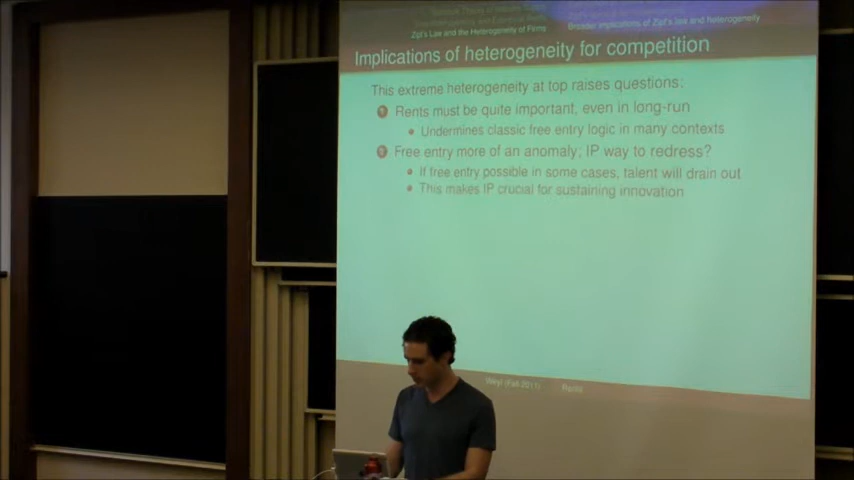 Zipf's Law and the Heterogeneity of Firms
Broader implications of Zipf's law and heterogeneity
Implications of heterogeneity for competition
This extreme heterogeneity at top raises questions:
Rents must be quite important, even in long-run
Undermines classic free entry logic in many contexts
Free entry more of an anomaly; IP way to redress?
If free entry possible in some cases, talent will drain out
This makes IP crucial for sustaining innovation
Weyl (Fall 2011) Rents